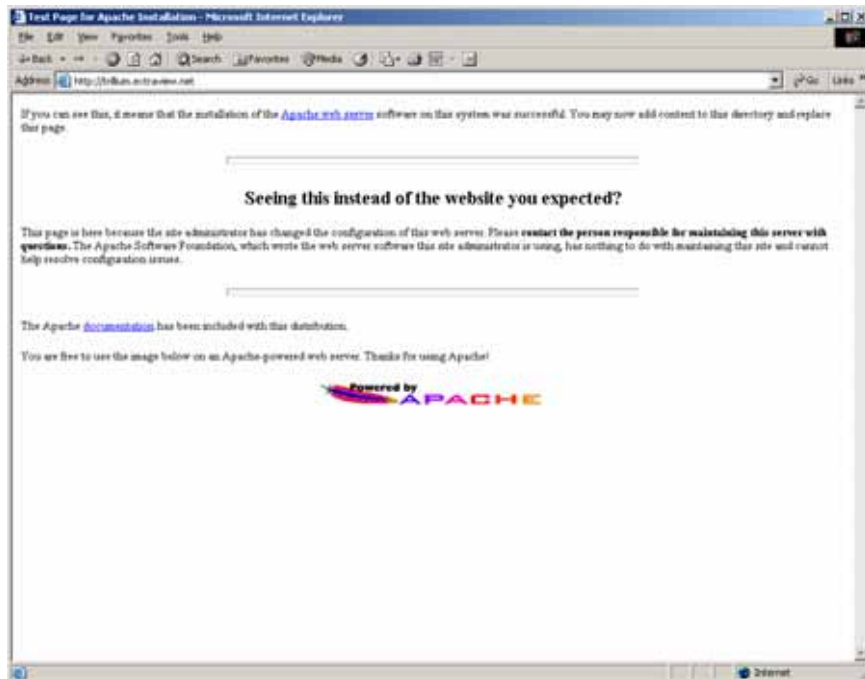 Test Page for Apache Installation - Microsoft Internet Explorer
File Edit View Favorites Tools Help
Back Search Favorites Media
Address Go Links
If you can see this, it means that the installation of the Apache web server software on this system was successful. You may now add content to this directory and replace
this page.
Seeing this instead of the website you expected?
This page is here because the site administrator has changed the configuration of this web server. Please contact the person responsible for maintaining this server with
questions. The Apache Software Foundation, which wrote the web server software this site administrator is using, has nothing to do with maintaining this site and cannot
help resolve configuration issues.
The Apache documentation has been included with this distribution.
You are free to use the image below on an Apache-powered web server. Thanks for using Apache!
Powered by
APACHE
Internet